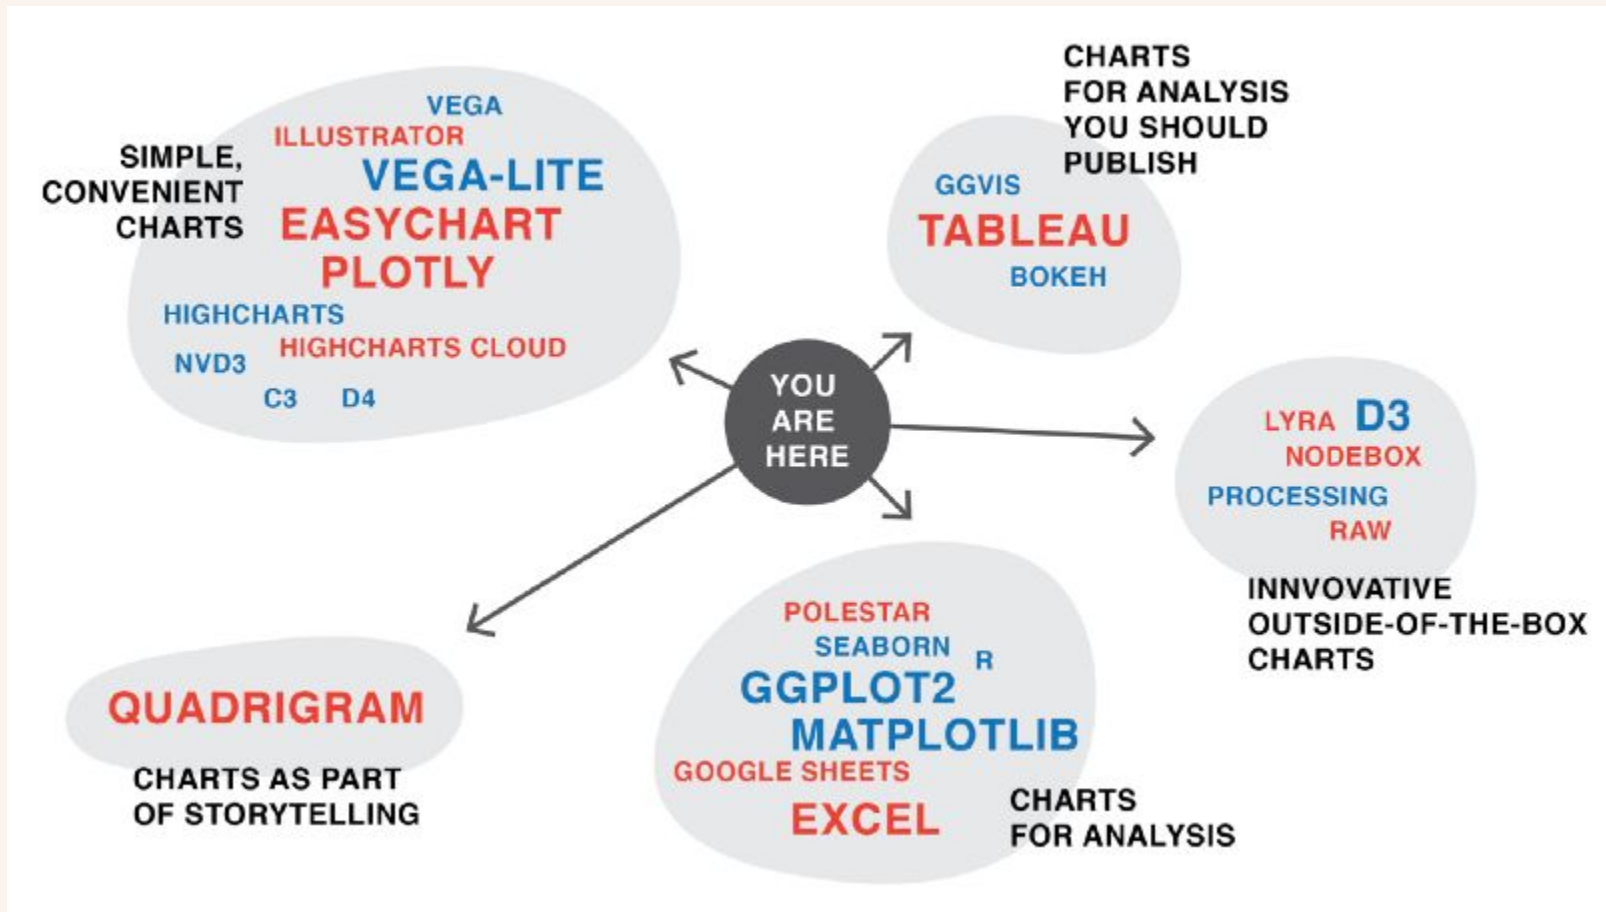 SIMPLE,
CONVENIENT
CHARTS
VEGA
ILLUSTRATOR
VEGA-LITE
EASYCHART
PLOTLY
HIGHCHARTS
HIGHCHARTS CLOUD
NVD3
C3
D4
CHARTS
FOR ANALYSIS
YOU SHOULD
PUBLISH
GGVIS
TABLEAU
BOKEH
YOU
ARE
HERE
LYRA D3
NODEBOX
PROCESSING
RAW
INNVOVATIVE
OUTSIDE-OF-THE-BOX
CHARTS
QUADRIGRAM
CHARTS AS PART
OF STORYTELLING
POLESTAR
SEABORN
R
GGPLOT2
MATPLOTLIB
GOOGLE SHEETS
EXCEL
CHARTS
FOR ANALYSIS